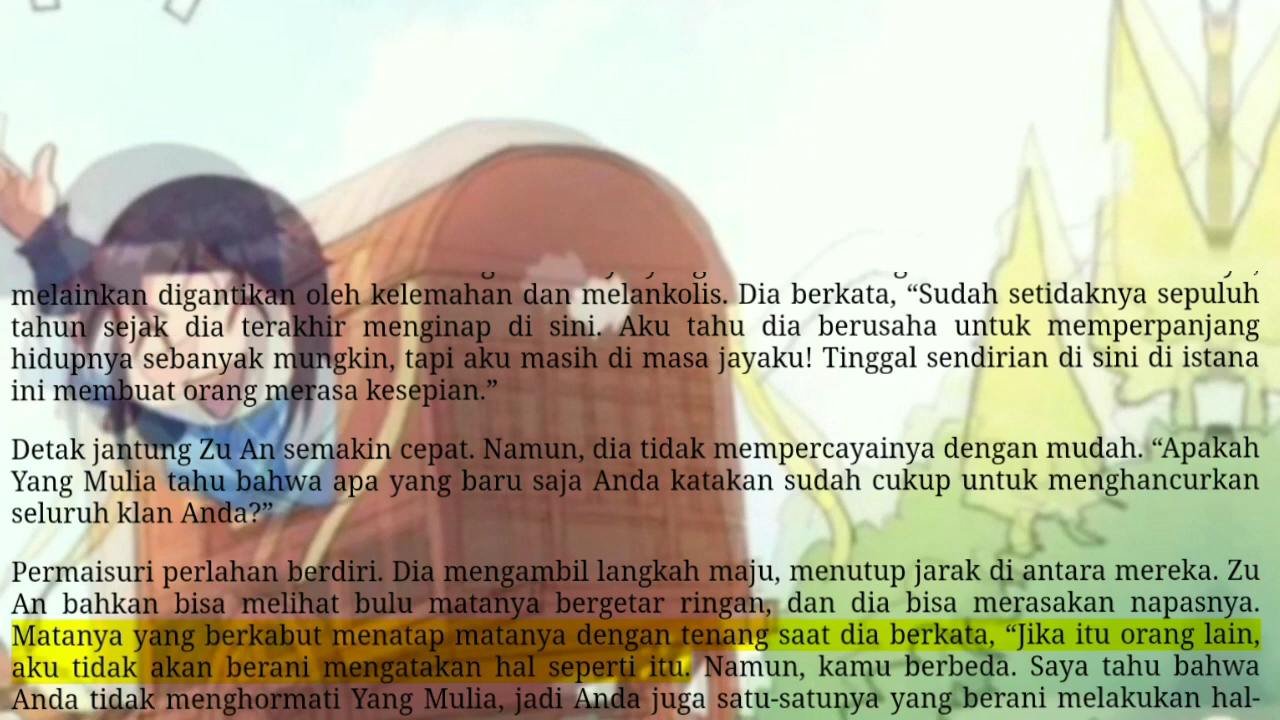 melainkan digantikan oleh kelemahan dan melankolis. Dia berkata, “Sudah setidaknya sepuluh
tahun sejak dia terakhir menginap di sini. Aku tahu dia berusaha untuk memperpanjang
hidupnya sebanyak mungkin, tapi aku masih di masa jayaku! Tinggal sendirian di sini di istana
ini membuat orang merasa kesepian.”
Detak jantung Zu An semakin cepat. Namun, dia tidak mempercayainya dengan mudah. “Apakah
Yang Mulia tahu bahwa apa yang baru saja Anda katakan sudah cukup untuk menghancurkan
seluruh klan Anda?”
Permaisuri perlahan berdiri. Dia mengambil langkah maju, menutup jarak di antara mereka. Zu
An bahkan bisa melihat bulu matanya bergetar ringan, dan dia bisa merasakan napasnya.
Matanya yang berkabut menatap matanya dengan tenang saat dia berkata, “Jika itu orang lain,
aku tidak akan berani mengatakan hal seperti itu. Namun, kamu berbeda. Saya tahu bahwa
Anda tidak menghormati Yang Mulia, jadi Anda juga satu-satunya yang berani melakukan hal-